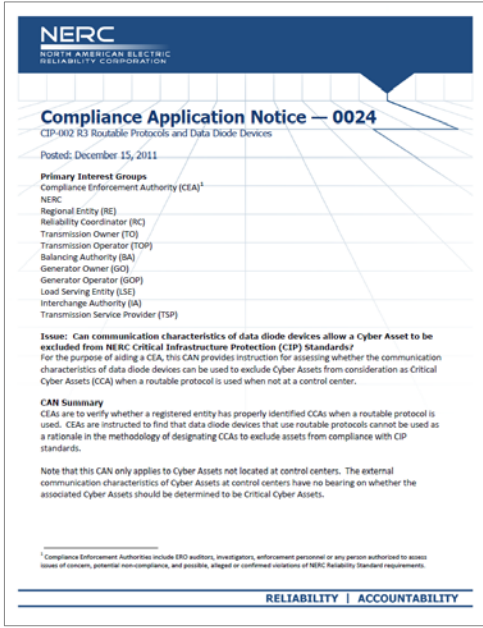 NERC
NORTH AMERICAN ELECTRIC
RELIABILITY CORPORATION
Compliance Application Notice — 0024
CIP-002 R3 Routable Protocols and Data Diode Devices
Posted: December 15, 2011
Primary Interest Groups
Compliance Enforcement Authority (CEA)1
NERC
Regional Entity (RE)
Reliability Coordinator (RC)
Transmission Owner (TO)
Transmission Operator (TOP)
Balancing Authority (BA)
Generator Owner (GO)
Generator Operator (GOP)
Load Serving Entity (LSE)
Interchange Authority (IA)
Transmission Service Provider (TSP)
Issue: Can communication characteristics of data diode devices allow a Cyber Asset to be
excluded from NERC Critical Infrastructure Protection (CIP) Standards?
For the purpose of aiding a CEA, this CAN provides instruction for assessing whether the communication
characteristics of data diode devices can be used to exclude Cyber Assets from consideration as Critical
Cyber Assets (CCA) when a routable protocol is used when not at a control center.
CAN Summary
CEAs are to verify whether a registered entity has properly identified CCAs when a routable protocol is
used. CEAs are instructed to find that data diode devices that use routable protocols cannot be used as
a rationale in the methodology of designating CCAs to exclude assets from compliance with CIP
standards.
Note that this CAN only applies to Cyber Assets not located at control centers. The external
communication characteristics of Cyber Assets at control centers have no bearing on whether the
associated Cyber Assets should be determined to be Critical Cyber Assets.
1 Compliance Enforcement Authorities include ERO auditors, investigators, enforcement personnel or any person authorized to assess
issues of concern, potential non-compliance, and possible, alleged or confirmed violations of NERC Reliability Standard requirements.
RELIABILITY | ACCOUNTABILITY